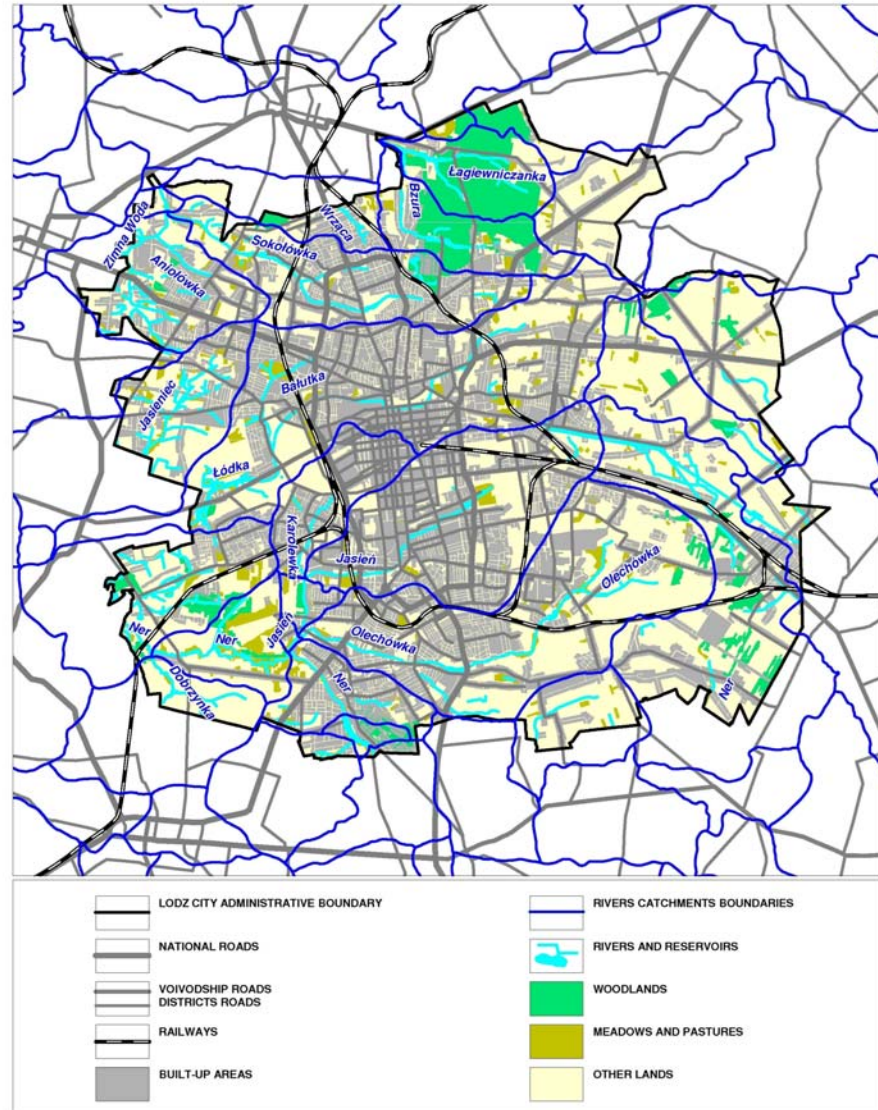 Łagiewniczanka
Bzura
Wrząca
Zimna Woda
Sokołówka
Aniołówka
Bałutka
Jasieniec
Łódka
Karolewka
Jasień
Olechówka
Ner
Ner
Jasień
Olechówka
Dobrzynka
Ner
Ner
LODZ CITY ADMINISTRATIVE BOUNDARY
NATIONAL ROADS
VOIVODSHIP ROADS
DISTRICTS ROADS
RAILWAYS
BUILT-UP AREAS
RIVERS CATCHMENTS BOUNDARIES
RIVERS AND RESERVOIRS
WOODLANDS
MEADOWS AND PASTURES
OTHER LANDS